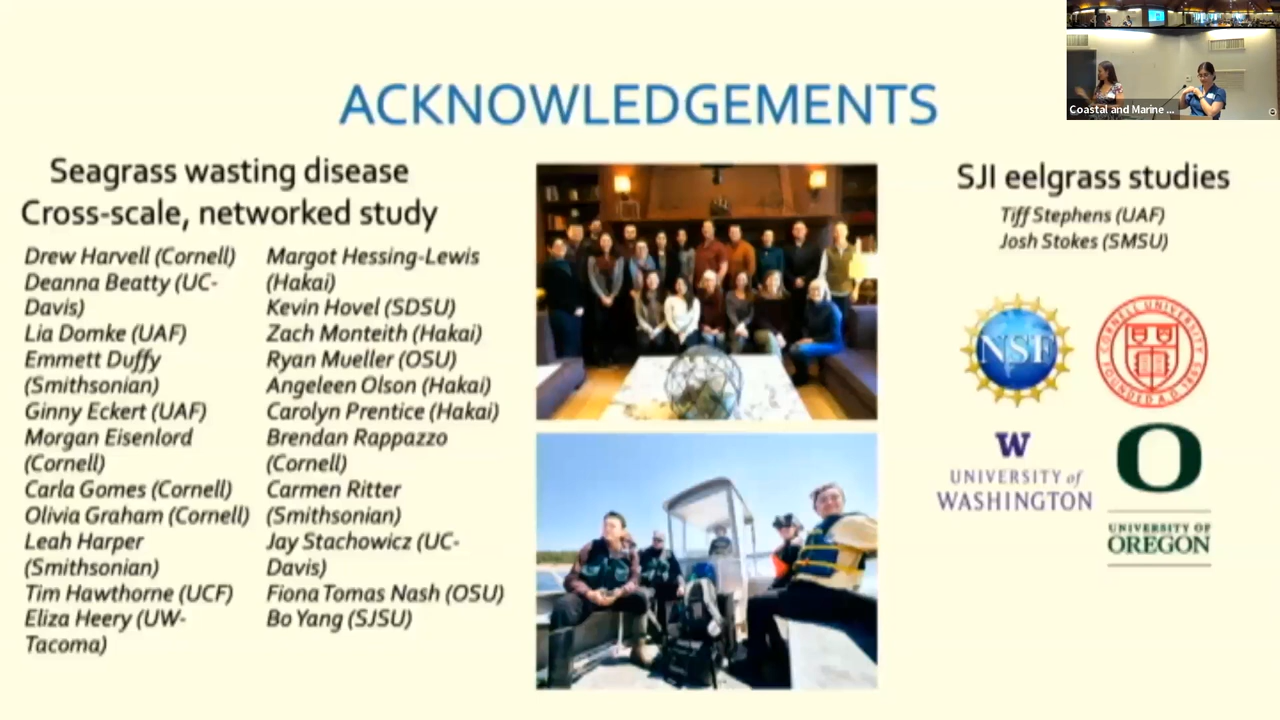 Coastal and Marine ...
ACKNOWLEDGEMENTS
Seagrass wasting disease
Cross-scale, networked study
Drew Harvell (Cornell)
Deanna Beatty (UC-
Davis)
Lia Domke (UAF)
Emmett Duffy
(Smithsonian)
Ginny Eckert (UAF)
Morgan Eisenlord
(Cornell)
Carla Gomes (Cornell)
Olivia Graham (Cornell)
Leah Harper
(Smithsonian)
Tim Hawthorne (UCF)
Eliza Heery (UW-
Tacoma)
Margot Hessing-Lewis
(Hakai)
Kevin Hovel (SDSU)
Zach Monteith (Hakai)
Ryan Mueller (OSU)
Angeleen Olson (Hakai)
Carolyn Prentice (Hakai)
Brendan Rappazzo
(Cornell)
Carmen Ritter
(Smithsonian)
Jay Stachowicz (UC-
Davis)
Fiona Tomas Nash (OSU)
Bo Yang (SJSU)
SJI eelgrass studies
Tiff Stephens (UAF)
Josh Stokes (SMSU)
NSF
CORNELL UNIVERSITY
FOUNDED A.D. 1865
W
UNIVERSITY of
WASHINGTON
O
UNIVERSITY OF
OREGON